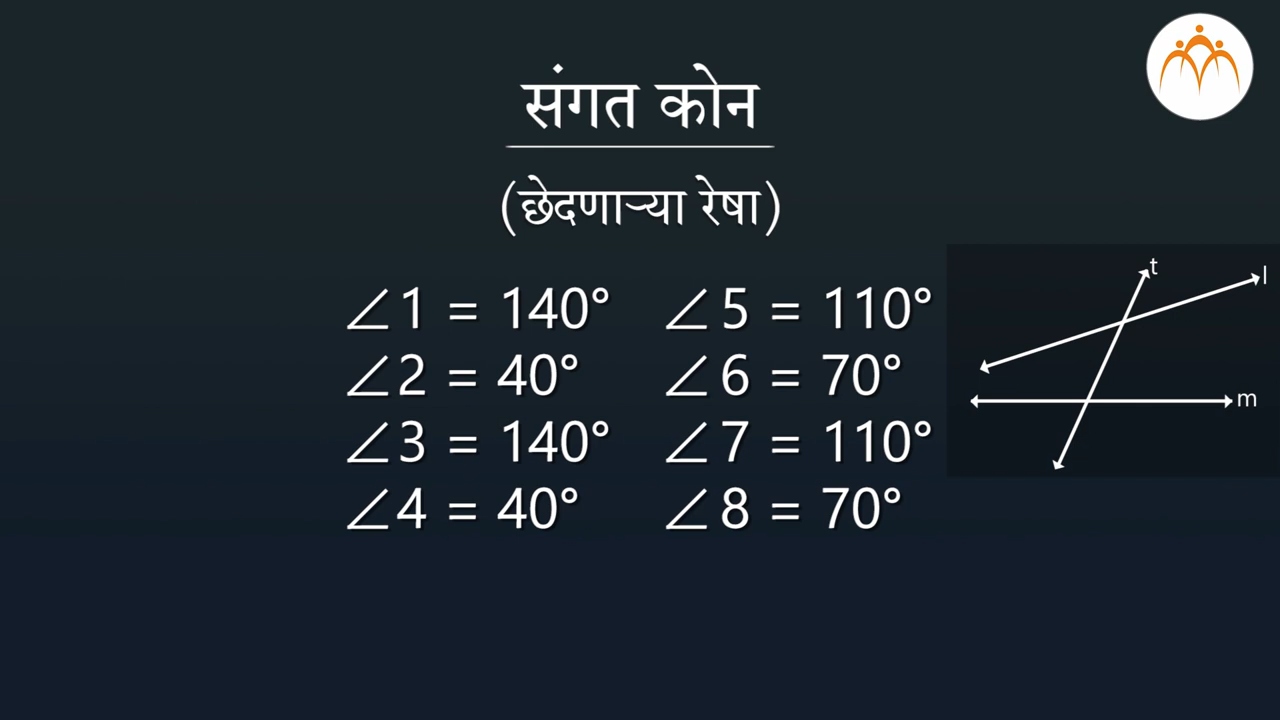 संगत कोन
(छेदणाऱ्या रेषा)
∠1 = 140° ∠5 = 110°
∠2 = 40° ∠6 = 70°
∠3 = 140° ∠7 = 110°
∠4 = 40° ∠8 = 70°
t
l
m